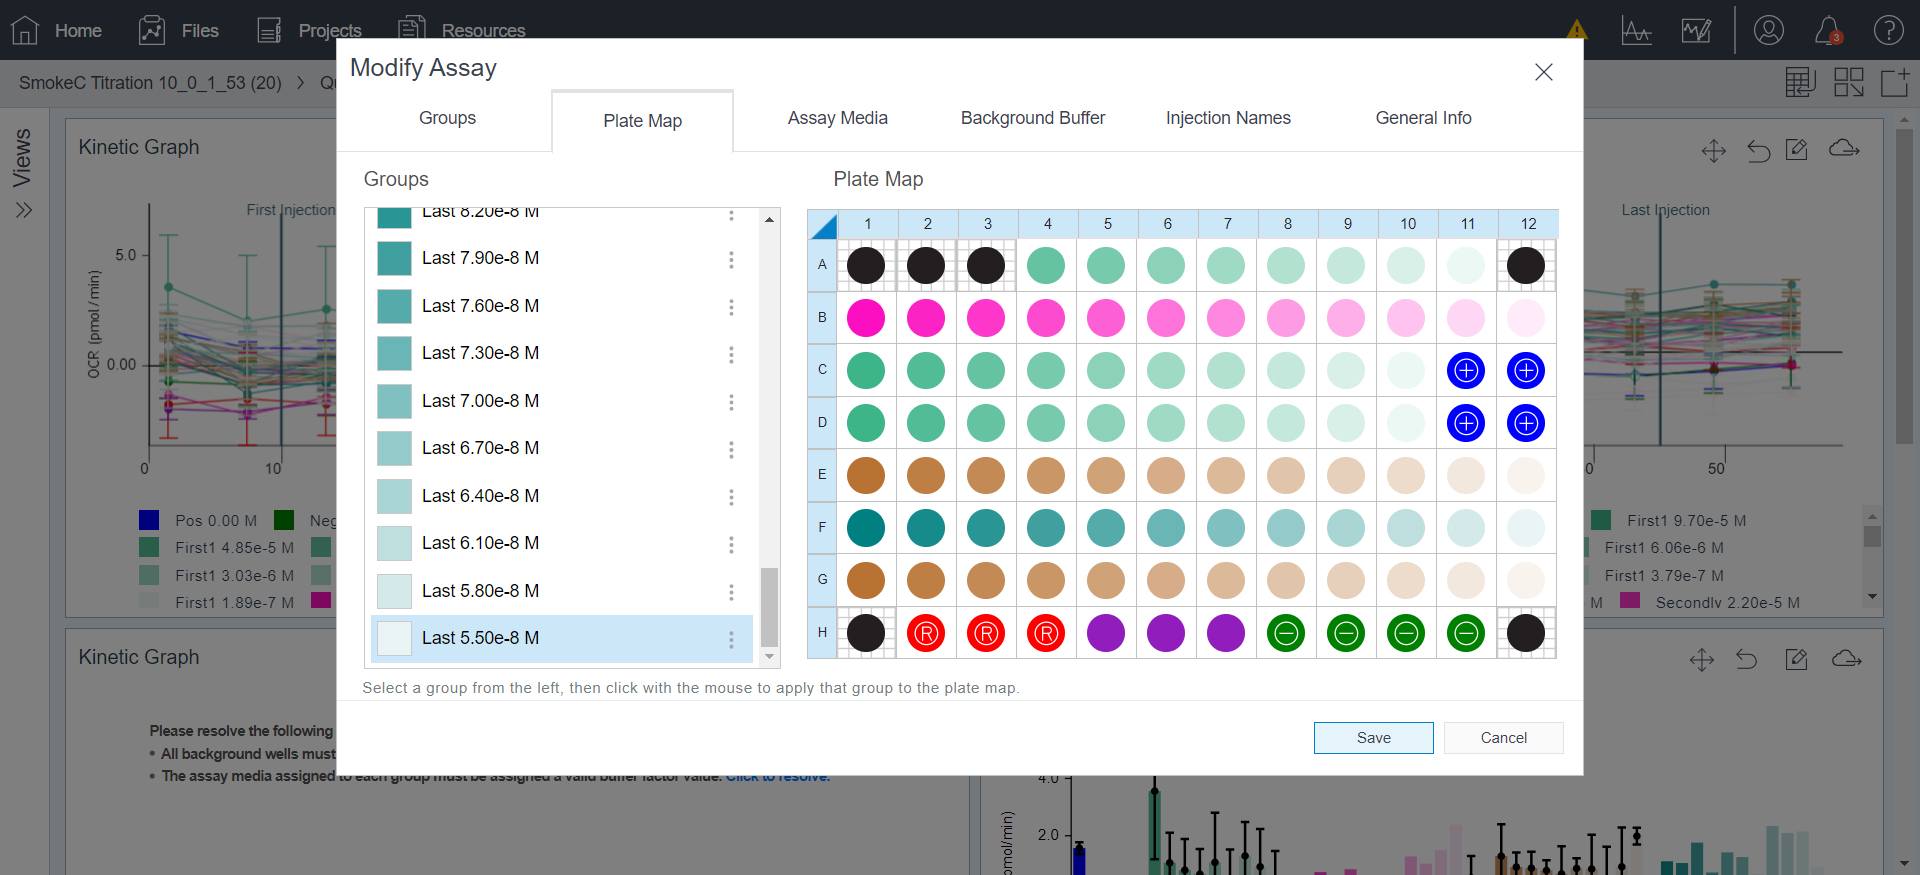 Home Files Projects Resources
3
SmokeC Titration 10_0_1_53 (20) > Qu
Modify Assay
Groups Plate Map Assay Media Background Buffer Injection Names General Info
Views
Kinetic Graph
Groups
Plate Map
First Injection
Last Injection
OCR (pmol/min)
5.0
0.00
0
10
0
50
Last 8.20e-8 M
Last 7.90e-8 M
Last 7.60e-8 M
Last 7.30e-8 M
Last 7.00e-8 M
Last 6.70e-8 M
Last 6.40e-8 M
Last 6.10e-8 M
Last 5.80e-8 M
Last 5.50e-8 M
1 2 3 4 5 6 7 8 9 10 11 12
A
B
C
D
E
F
G
H
R R R
Pos 0.00 M Neg
First1 4.85e-5 M
First1 3.03e-6 M
First1 1.89e-7 M
First1 9.70e-5 M
First1 6.06e-6 M
First1 3.79e-7 M
M Secondly 2.20e-5 M
Select a group from the left, then click with the mouse to apply that group to the plate map.
Save Cancel
Kinetic Graph
Please resolve the following
• All background wells must
• The assay media assigned to each group must be assigned a valid buffer factor value. Click to resolve.
4.0
2.0
pmol/min)